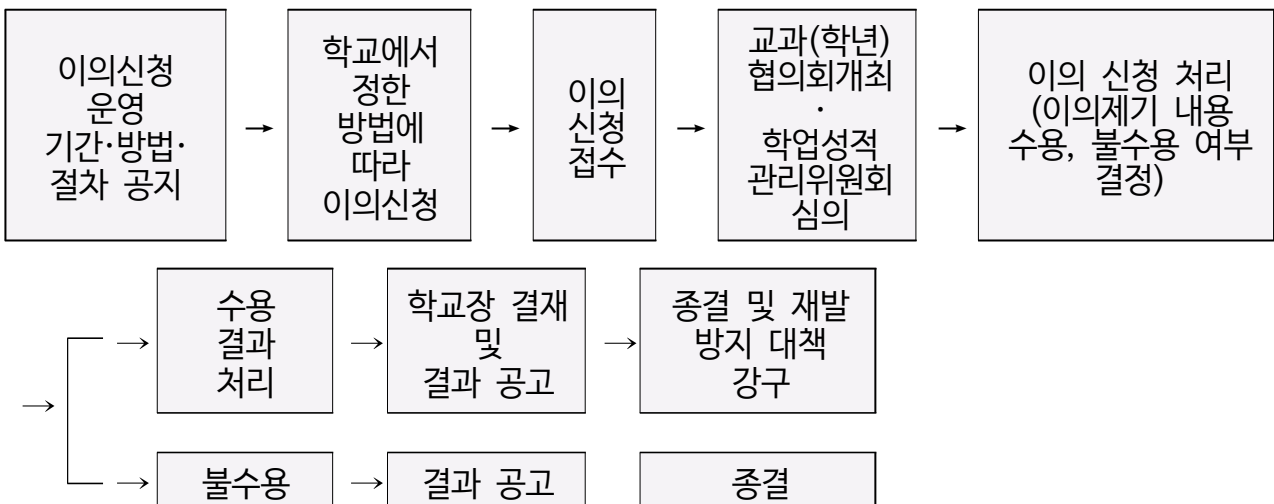 이의신청
운영
기간·방법·
절차 공지
→
학교에서
정한
방법에
따라
이의신청
→
이의
신청
접수
→
교과(학년)
협의회개최
·
학업성적
관리위원회
심의
→
이의 신청 처리
(이의제기 내용
수용, 불수용 여부
결정)
→
→
수용
결과
처리
→
학교장 결재
및
결과 공고
→
종결 및 재발
방지 대책
강구
→
불수용
→
결과 공고
종결